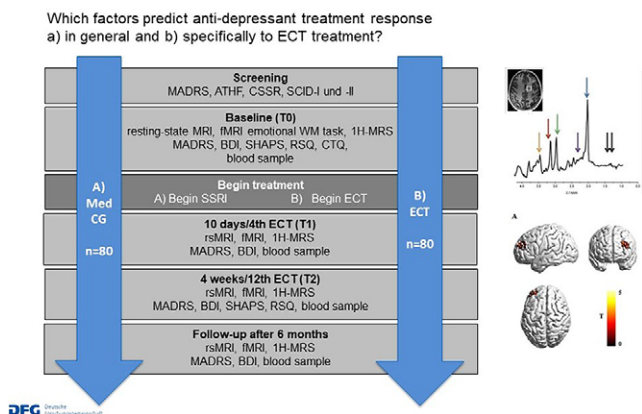 Which factors predict anti-depressant treatment response
a) in general and b) specifically to ECT treatment?
Screening
MADRS, ATHF, CSSR, SCID-I und -II
Baseline (T0)
resting-state MRI, fMRI emotional WM task, 1H-MRS
MADRS, BDI, SHAPS, RSQ, CTQ,
blood sample
Begin treatment
A) Begin SSRI B) Begin ECT
A)
Med
CG
n=80
B)
ECT
n=80
10 days/4th ECT (T1)
rsMRI, fMRI, 1H-MRS
MADRS, BDI, blood sample
4 weeks/12th ECT (T2)
rsMRI, fMRI, 1H-MRS
MADRS, BDI, SHAPS, RSQ, blood sample
Follow-up after 6 months
rsMRI, fMRI, 1H-MRS
MADRS, BDI, blood sample
A
5
T
0
DFG Deutsche